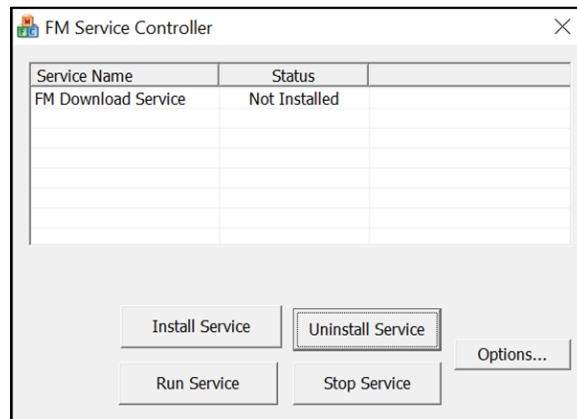 FM Service Controller
Service Name Status
FM Download Service Not Installed
Install Service Uninstall Service
Options...
Run Service Stop Service